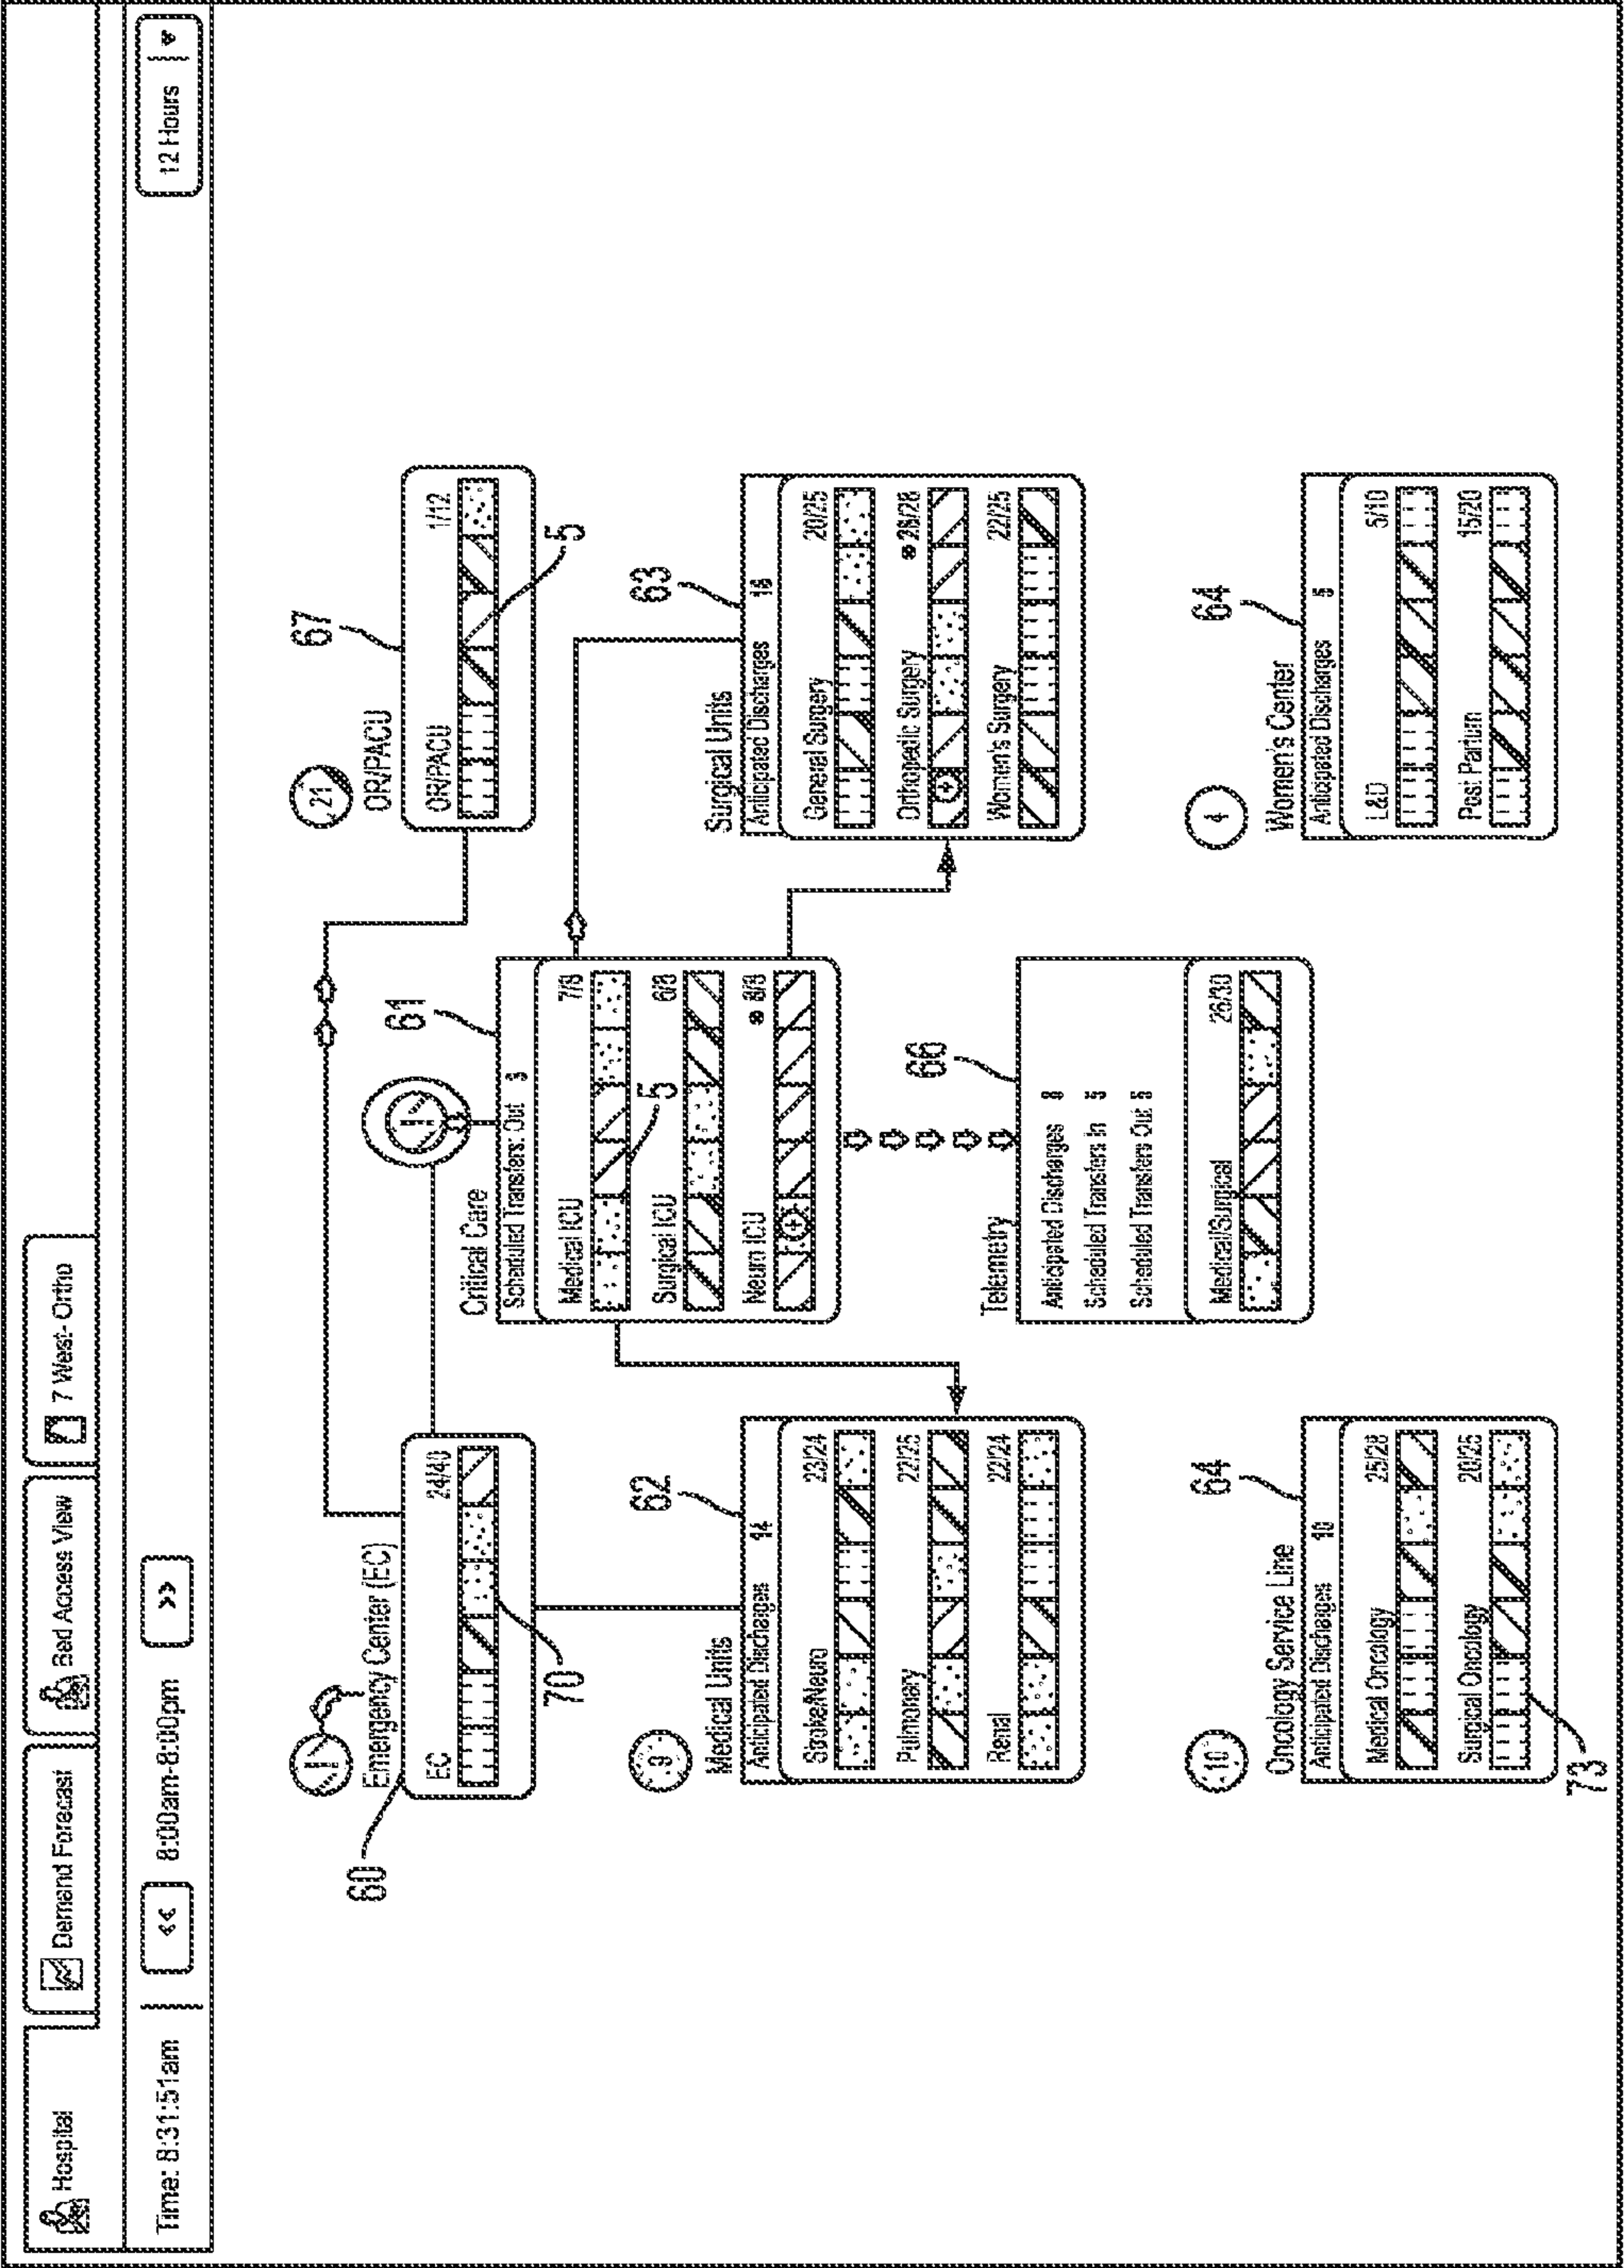 Hospital
Demand Forecast
Bed Access View
7 West- Ortho
Time: 8:31:51am
<<
8:00am-8:00pm
>>
12 Hours
60
Emergency Center (EC)
EC 24/40
70
21
67
OR/PACU
OR/PACU 1/12
5
61
Critical Care
Scheduled Transfers: Out 3
Medical ICU 7/8
5
Surgical ICU 6/8
Neuro ICU 8/8
9
62
Medical Units
Anticipated Discharges 14
Stroke/Neuro 23/24
Pulmonary 22/25
Renal 22/24
63
Surgical Units
Anticipated Discharges
General Surgery 20/25
Orthopedic Surgery 28/28
Women's Surgery 22/25
66
Telemetry
Anticipated Discharges 8
Scheduled Transfers In 5
Scheduled Transfers Out
Medical/Surgical 26/30
10
64
Oncology Service Line
Anticipated Discharges 10
Medical Oncology
Surgical Oncology 20/25
73
4
64
Women's Center
Anticipated Discharges 5
L&D 5/10
Post Partum 15/20